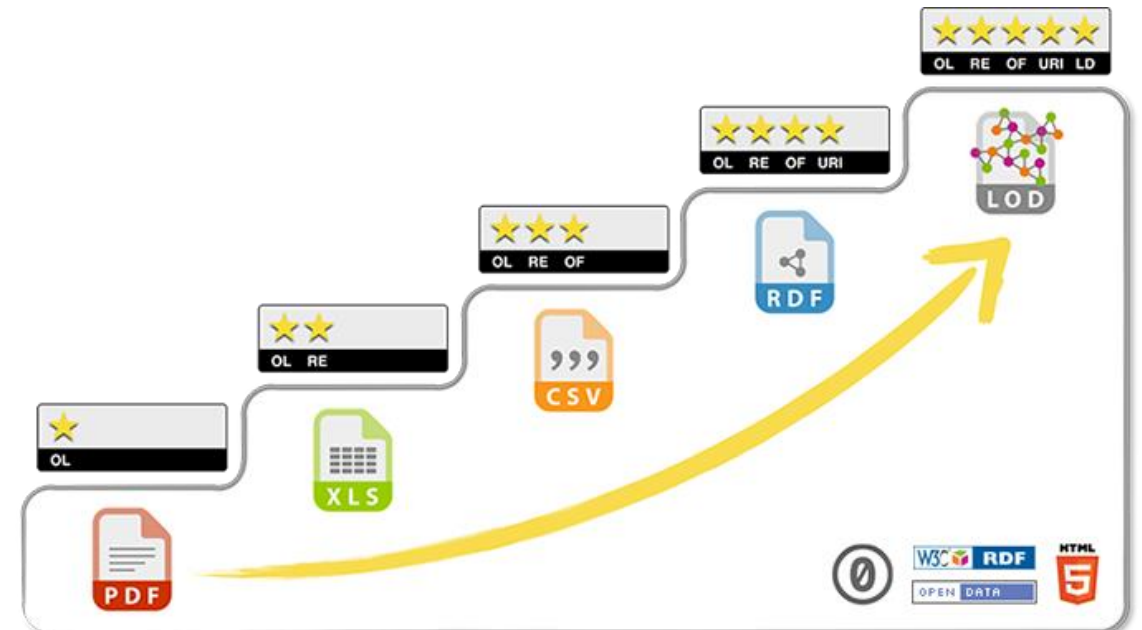 OL RE OF URI LD
LOD
OL RE OF URI
RDF
OL RE OF
CSV
OL RE
XLS
OL
PDF
0
W3C RDF
OPEN DATA
HTML
5